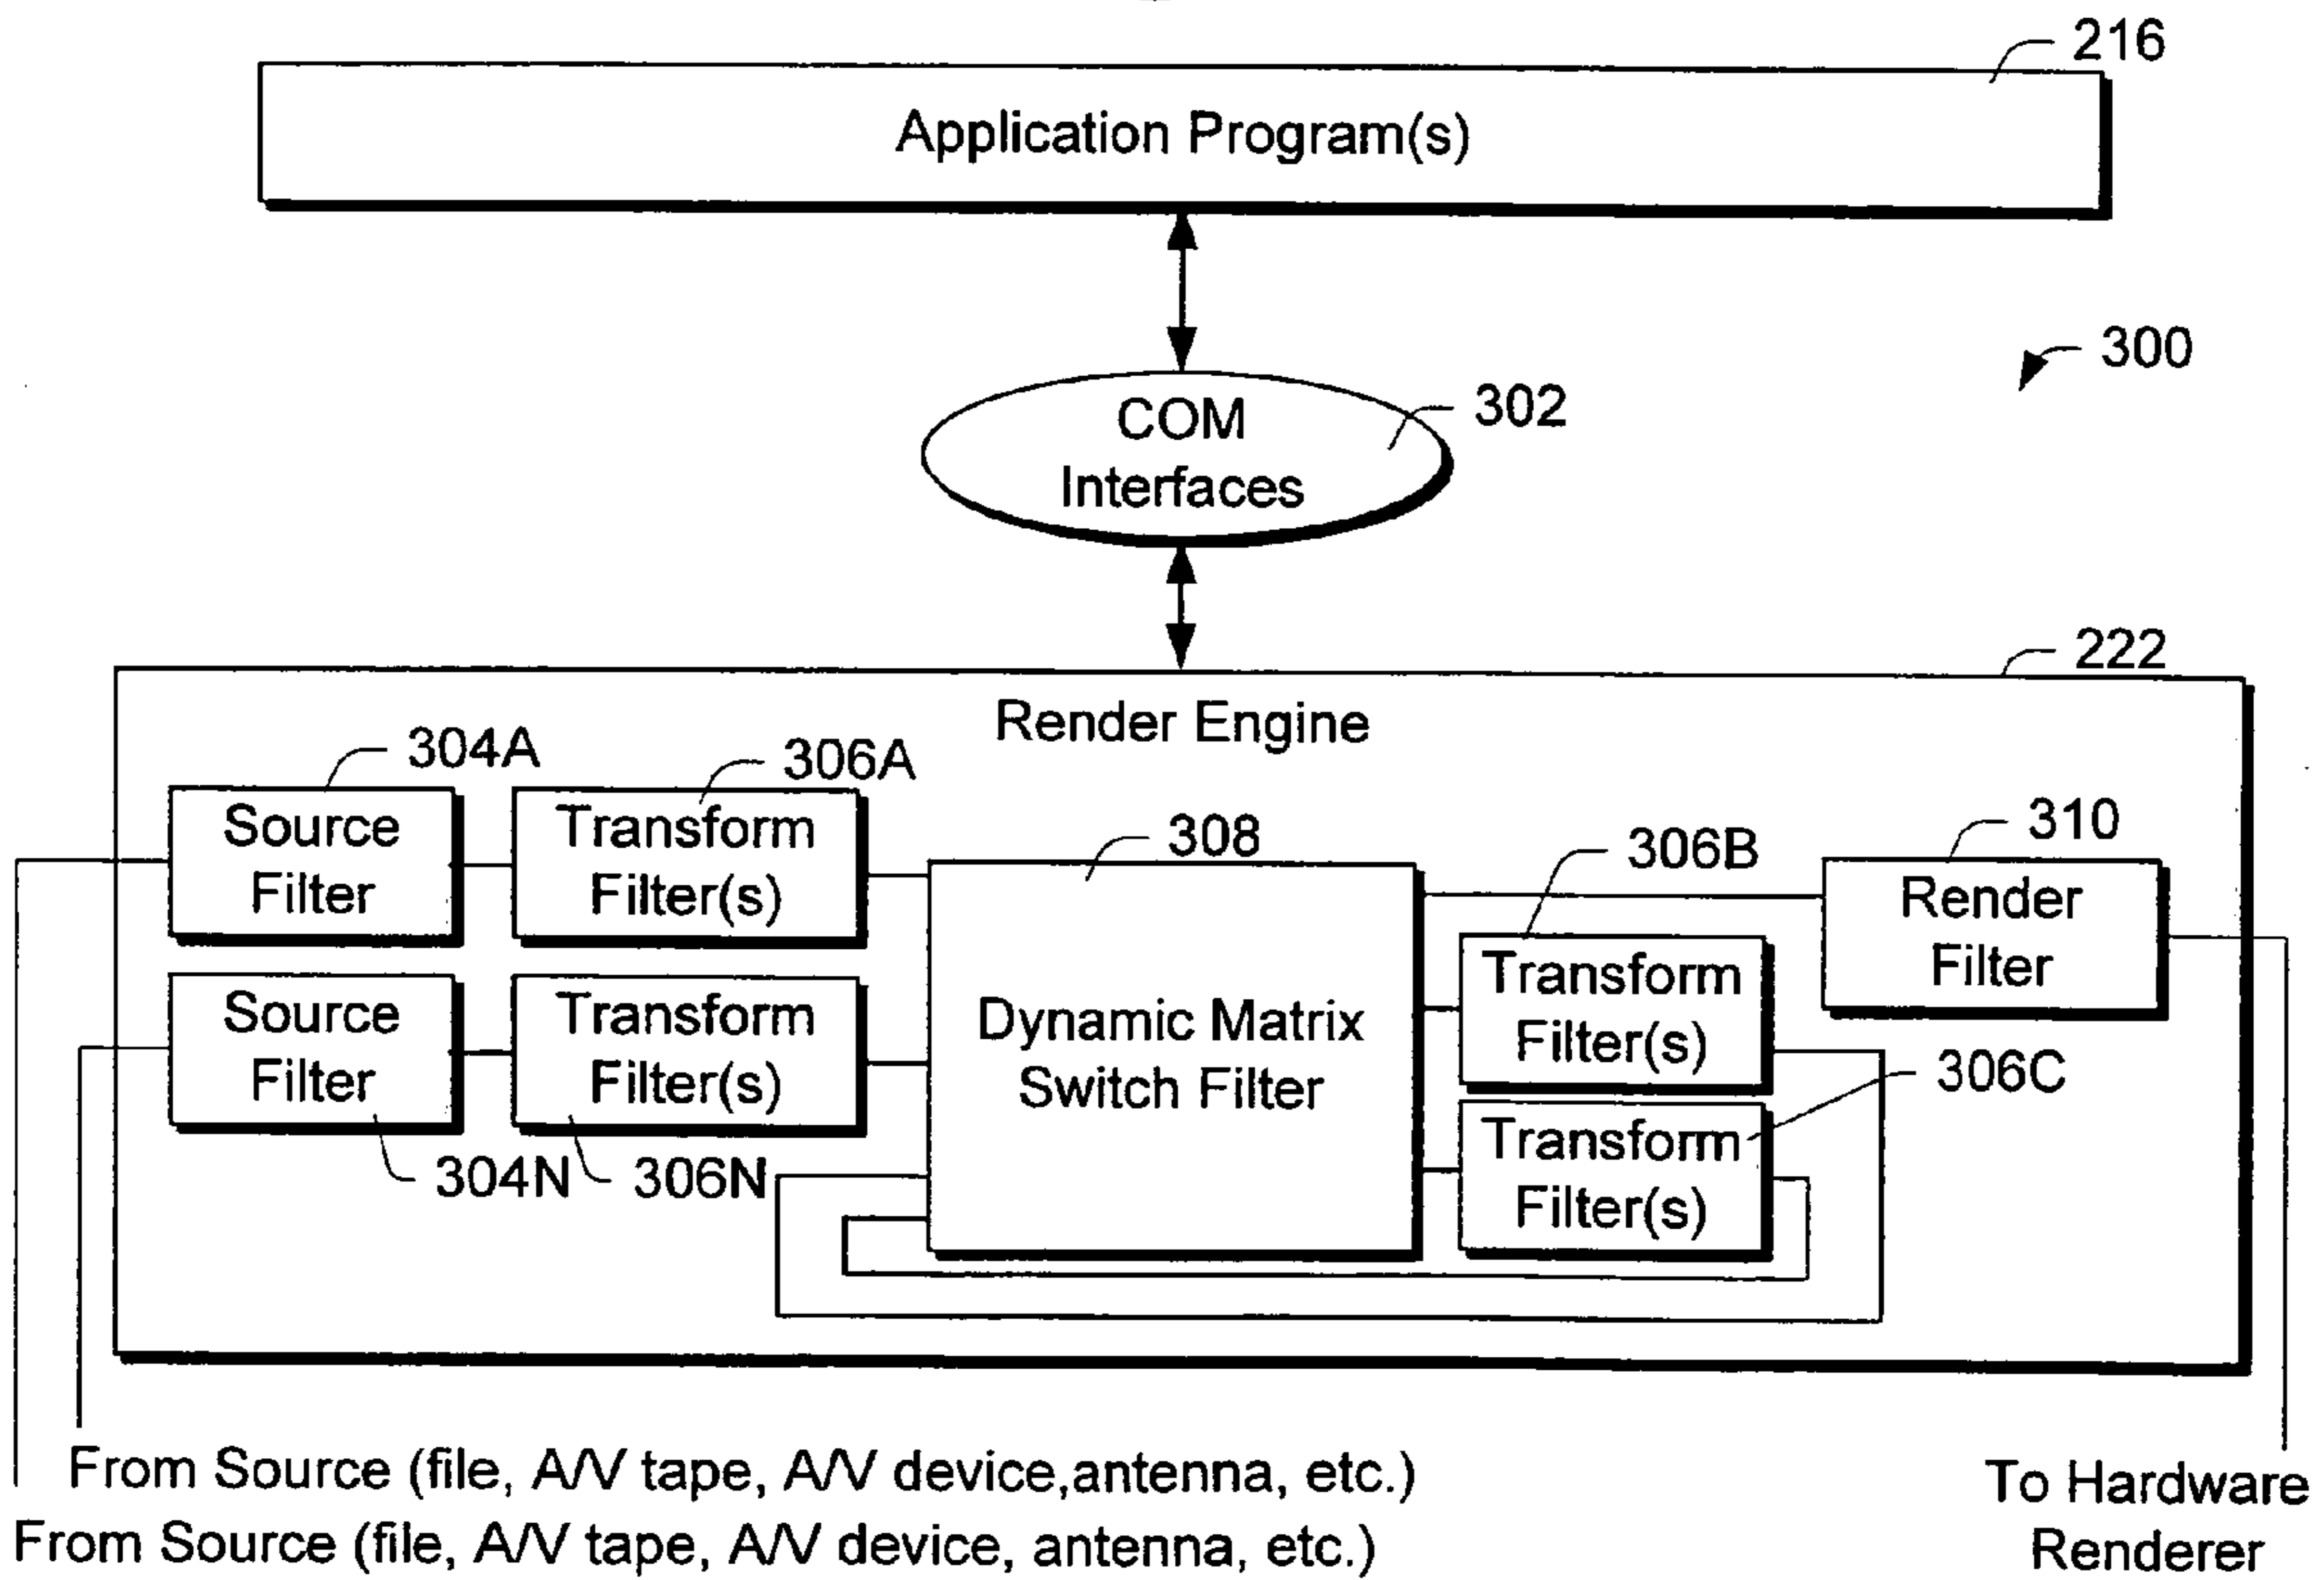 216
Application Program(s)
300
COM
Interfaces
302
222
Render Engine
304A
306A
308
306B
310
Source
Filter
Transform
Filter(s)
Render
Filter
Source
Filter
Transform
Filter(s)
Dynamic Matrix
Switch Filter
Transform
Filter(s)
306C
Transform
Filter(s)
304N
306N
From Source (file, A/V tape, A/V device,antenna, etc.)
From Source (file, A/V tape, A/V device, antenna, etc.)
To Hardware
Renderer